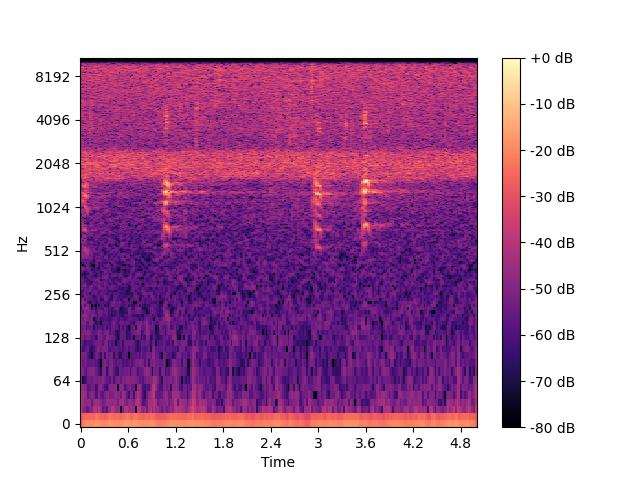 8192
4096
2048
1024
512
256
128
64
0
Hz
0 0.6 1.2 1.8 2.4 3 3.6 4.2 4.8
Time
+0 dB
-10 dB
-20 dB
-30 dB
-40 dB
-50 dB
-60 dB
-70 dB
-80 dB